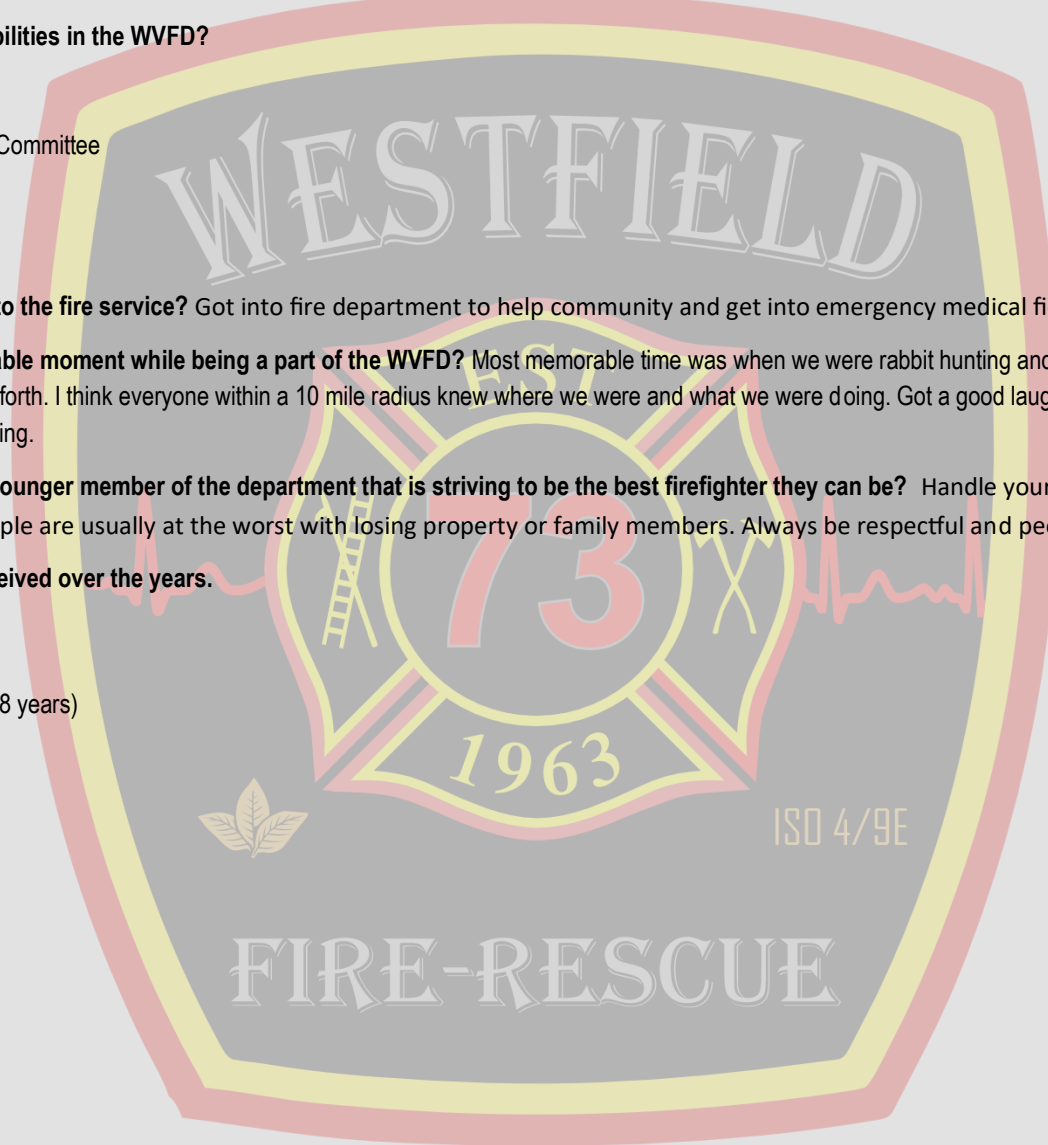 bilities in the WVFD?
Committee
WESTFIELD
to the fire service? Got into fire department to help community and get into emergency medical fi
able moment while being a part of the WVFD? Most memorable time was when we were rabbit hunting and
EST
forth. I think everyone within a 10 mile radius knew where we were and what we were doing. Got a good laug
ing.
ounger member of the department that is striving to be the best firefighter they can be? Handle your
ple are usually at the worst with losing property or family members. Always be respectful and peo
73
eived over the years.
8 years)
1963
ISO 4/9E
FIRE-RESCUE